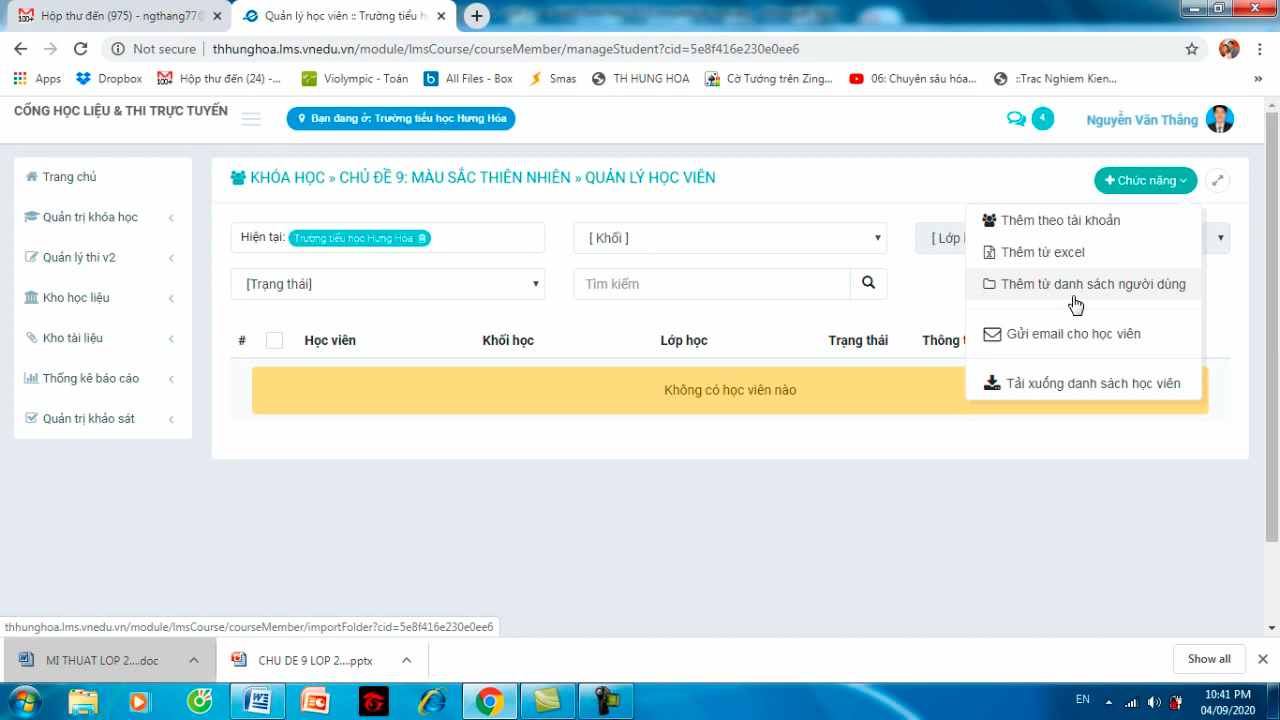 Hộp thư đến (975) - ngthang77@
Quản lý học viên :: Trường tiểu h
Not secure
thhunghoa.lms.vnedu.vn/module/lmsCourse/courseMember/manageStudent?cid=5e8f416e230e0ee6
Apps
Dropbox
Hộp thư đến (24) -...
Violympic - Toán
All Files - Box
Smas
TH HUNG HOA
Cờ Tướng trên Zing...
06: Chuyên sâu hóa...
::Trac Nghiem Kien...
CỔNG HỌC LIỆU & THI TRỰC TUYẾN
Bạn đang ở: Trường tiểu học Hưng Hóa
4
Nguyễn Văn Thắng
Trang chủ
Quản trị khóa học
Quản lý thi v2
Kho học liệu
Kho tài liệu
Thống kê báo cáo
Quản trị khảo sát
KHÓA HỌC » CHỦ ĐỀ 9: MÀU SẮC THIÊN NHIÊN » QUẢN LÝ HỌC VIÊN
Chức năng
Hiện tại: Trường tiểu học Hưng Hóa
[ Khối ]
[ Lớp
[Trạng thái]
Tìm kiếm
Thêm theo tài khoản
Thêm từ excel
Thêm từ danh sách người dùng
Gửi email cho học viên
Tải xuống danh sách học viên
# Học viên Khối học Lớp học Trạng thái Thông
Không có học viên nào
thhunghoa.lms.vnedu.vn/module/lmsCourse/courseMember/importFolder?cid=5e8f416e230e0ee6
MI THUAT LOP 2....doc
CHU DE 9 LOP 2....pptx
Show all
EN
10:41 PM
04/09/2020